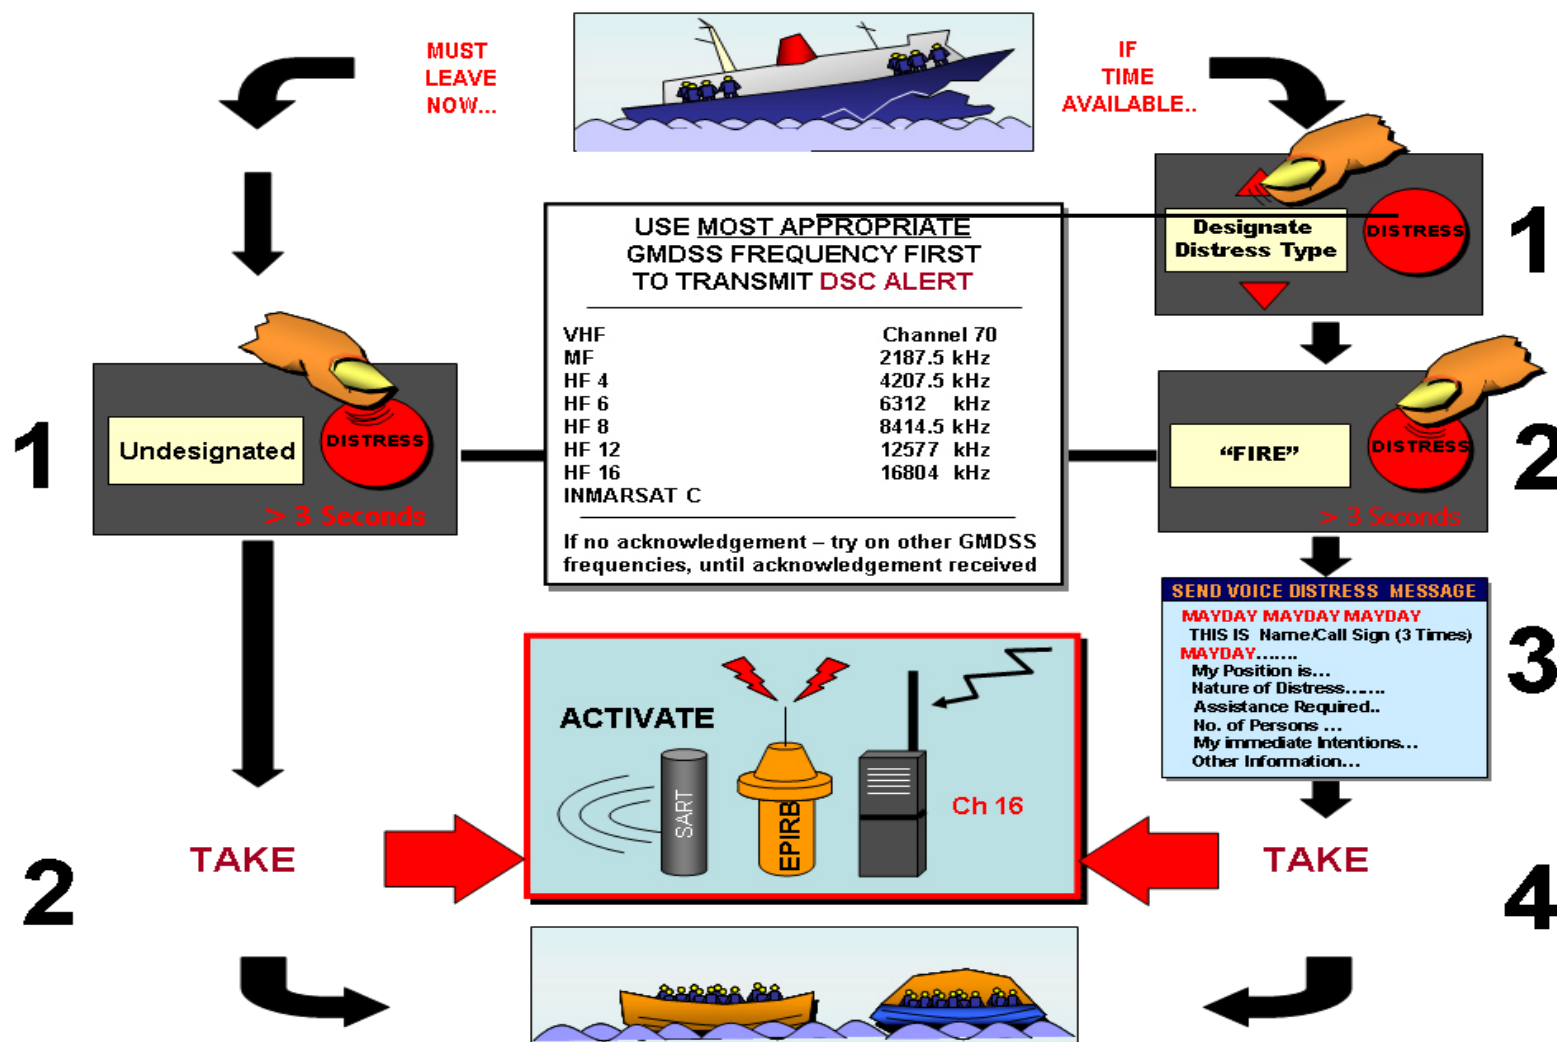 MUST
LEAVE
NOW...
IF
TIME
AVAILABLE..
USE MOST APPROPRIATE
GMDSS FREQUENCY FIRST
TO TRANSMIT DSC ALERT
VHF Channel 70
MF 2187.5 kHz
HF 4 4207.5 kHz
HF 6 6312 kHz
HF 8 8414.5 kHz
HF 12 12577 kHz
HF 16 16804 kHz
INMARSAT C
If no acknowledgement – try on other GMDSS
frequencies, until acknowledgement received
1
Undesignated
DISTRESS
> 3 Seconds
2
TAKE
Designate
Distress Type
DISTRESS
1
“FIRE”
DISTRESS
> 3 Seconds
2
SEND VOICE DISTRESS MESSAGE
MAYDAY MAYDAY MAYDAY
THIS IS Name/Call Sign (3 Times)
MAYDAY.......
My Position is...
Nature of Distress.......
Assistance Required..
No. of Persons ...
My immediate Intentions...
Other Information...
3
TAKE
4
ACTIVATE
SART
EPIRB
Ch 16